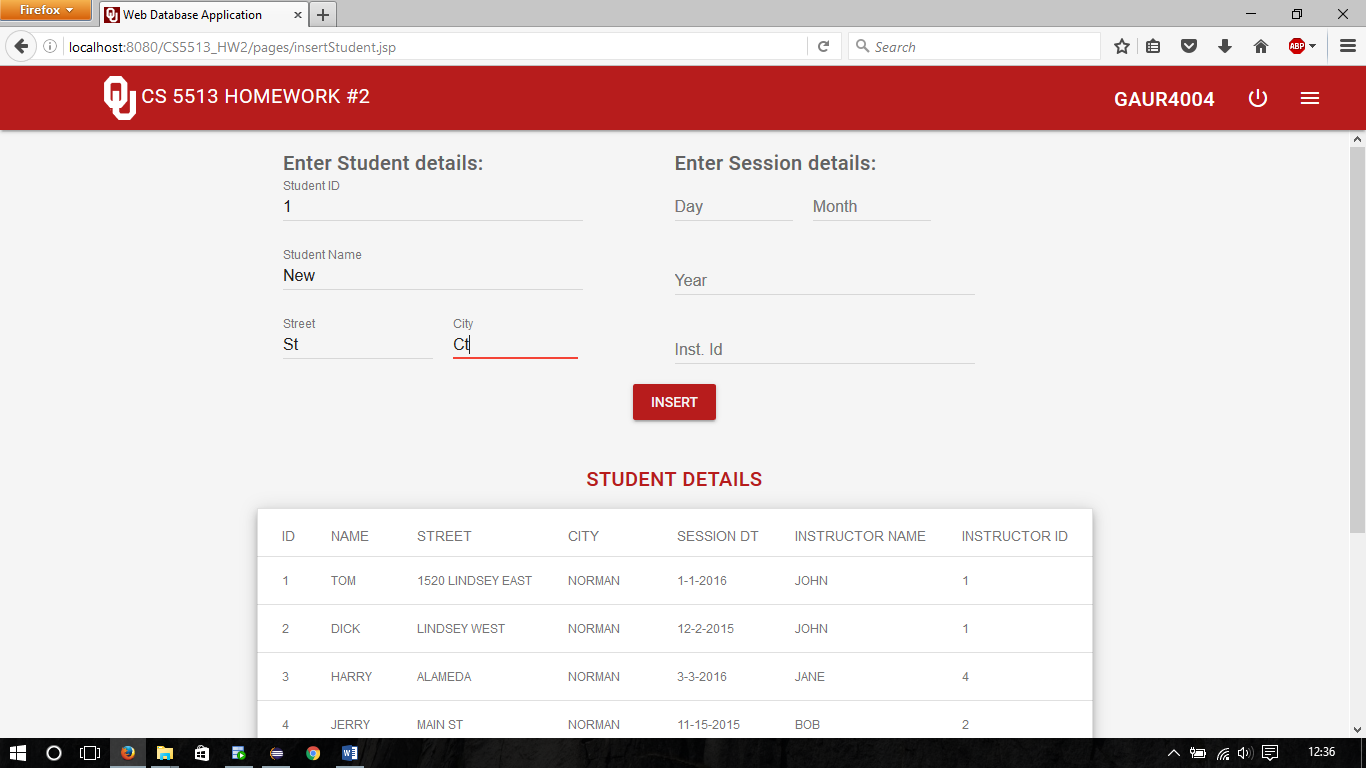 Firefox
Web Database Application
localhost:8080/CS5513_HW2/pages/insertStudent.jsp
Search
ABP
CS 5513 HOMEWORK #2
GAUR4004
Enter Student details:
Student ID
1
Student Name
New
Street
St
City
Ct
Enter Session details:
Day
Month
Year
Inst. Id
INSERT
STUDENT DETAILS
ID NAME STREET CITY SESSION DT INSTRUCTOR NAME INSTRUCTOR ID
1 TOM 1520 LINDSEY EAST NORMAN 1-1-2016 JOHN 1
2 DICK LINDSEY WEST NORMAN 12-2-2015 JOHN 1
3 HARRY ALAMEDA NORMAN 3-3-2016 JANE 4
4 JERRY MAIN ST NORMAN 11-15-2015 BOB 2
12:36